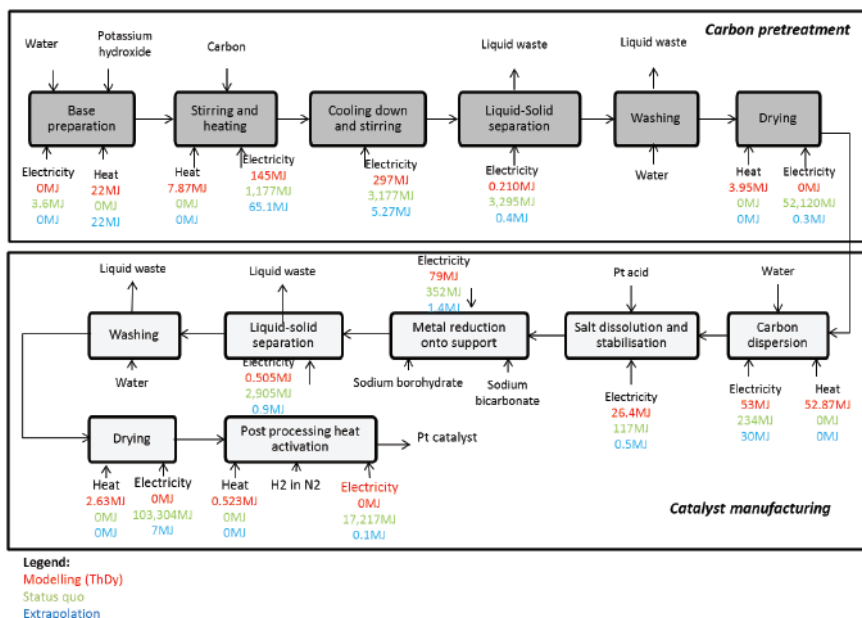 Carbon pretreatment
Water
Potassium
hydroxide
Carbon
Liquid waste
Liquid waste
Base
preparation
Stirring and
heating
Cooling down
and stirring
Liquid-Solid
separation
Washing
Drying
Electricity
0MJ
3.6MJ
0MJ
Heat
22MJ
0MJ
22MJ
Heat
7.87MJ
0MJ
0MJ
Electricity
145MJ
1,177MJ
65.1MJ
Electricity
297MJ
3,177MJ
5.27MJ
Electricity
0.210MJ
3,295MJ
0.4MJ
Water
Heat
3.95MJ
0MJ
0MJ
Electricity
0MJ
52,120MJ
0.3MJ
Liquid waste
Liquid waste
Electricity
79MJ
352MJ
1.4MJ
Pt acid
Water
Washing
Liquid-solid
separation
Metal reduction
onto support
Salt dissolution and
stabilisation
Carbon
dispersion
Water
Electricity
0.505MJ
2,905MJ
0.9MJ
Sodium borohydrate
Sodium
bicarbonate
Electricity
26.4MJ
117MJ
0.5MJ
Electricity
53MJ
234MJ
30MJ
Heat
52.87MJ
0MJ
0MJ
Drying
Post processing heat
activation
Pt catalyst
Heat
2.63MJ
0MJ
0MJ
Electricity
0MJ
103,304MJ
7MJ
Heat
0.523MJ
0MJ
0MJ
H2 in N2
Electricity
0MJ
17,217MJ
0.1MJ
Catalyst manufacturing
Legend:
Modelling (ThDy)
Status quo
Extrapolation